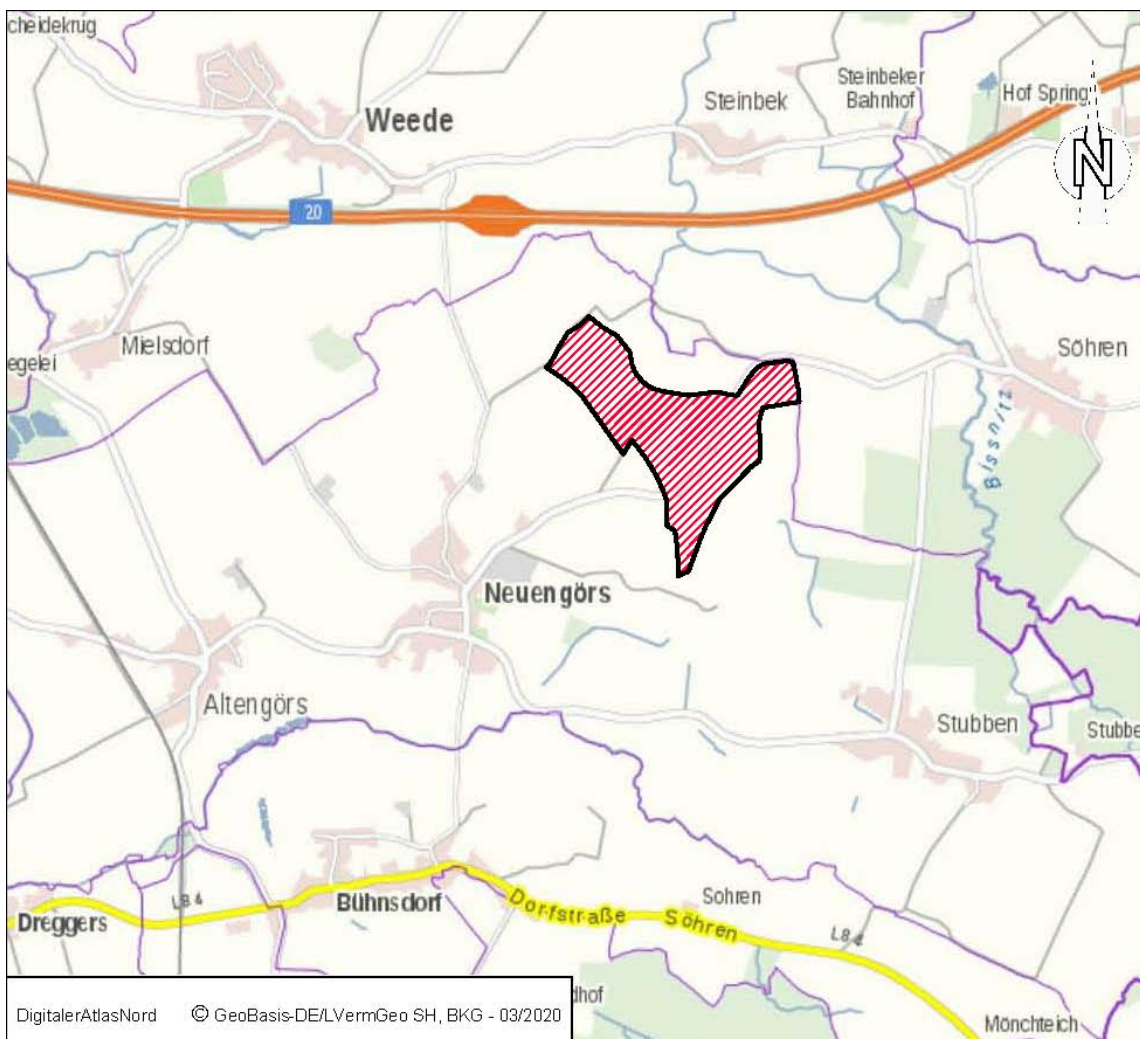 cheidekrug
Steinbeker
Bahnhof
Hof Spring
Steinbek
Weede
N
20
Mielsdorf
egelei
Söhren
Bissnitz
Neuengörs
Altengörs
Stubben
Stubbe
L84
Bühnsdorf
Dorfstraße Söhren
Söhren
L84
Dreggers
dhof
Mönchteich
DigitalerAtlasNord © GeoBasis-DE/LVermGeo SH, BKG - 03/2020